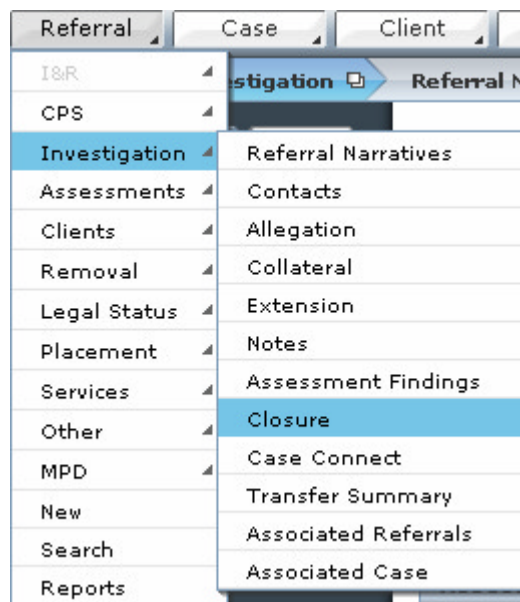 Referral Case Client
I&R
stigation Referral N
CPS
Investigation
Assessments
Clients
Removal
Legal Status
Placement
Services
Other
MPD
New
Search
Reports
Referral Narratives
Contacts
Allegation
Collateral
Extension
Notes
Assessment Findings
Closure
Case Connect
Transfer Summary
Associated Referrals
Associated Case